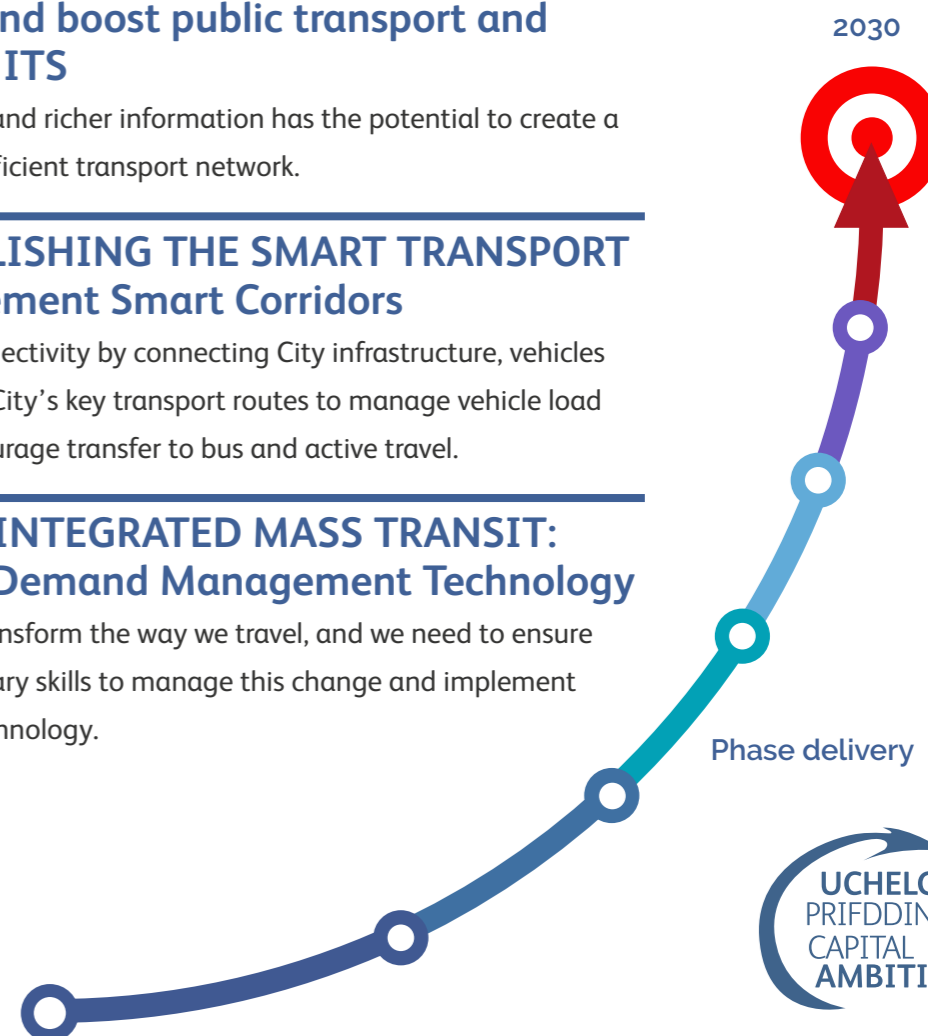 nd boost public transport and
ITS
and richer information has the potential to create a
ficient transport network.
LISHING THE SMART TRANSPORT
ement Smart Corridors
ectivity by connecting City infrastructure, vehicles
City’s key transport routes to manage vehicle load
urage transfer to bus and active travel.
INTEGRATED MASS TRANSIT:
Demand Management Technology
nsform the way we travel, and we need to ensure
ary skills to manage this change and implement
hnology.
2030
Phase delivery
UCHELG
PRIFDDIN
CAPITAL
AMBITI